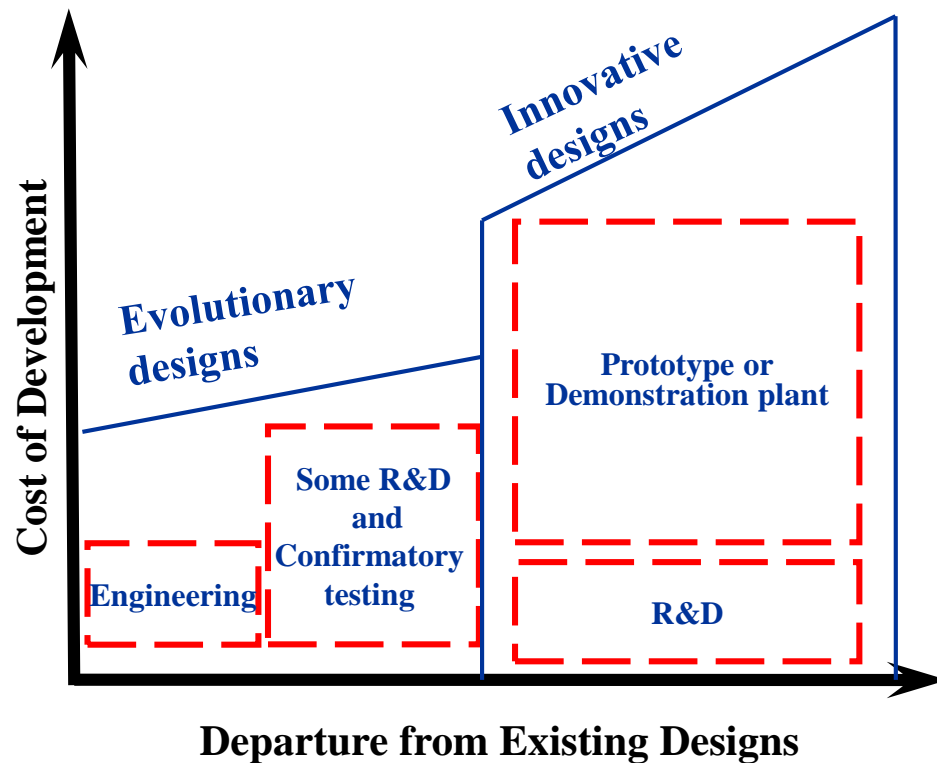 Innovative
designs
Evolutionary
designs
Cost of Development
Prototype or
Demonstration plant
Some R&D
and
Confirmatory
testing
Engineering
R&D
Departure from Existing Designs